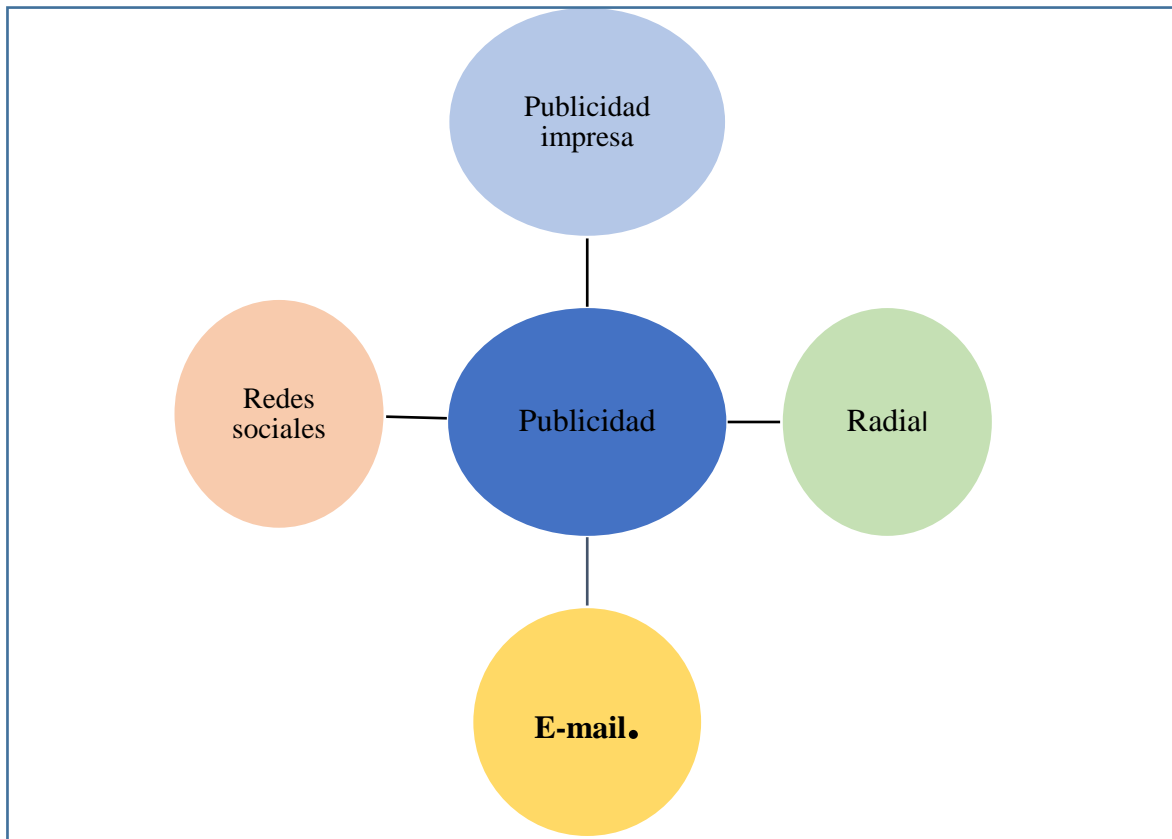 Publicidad
impresa
Redes
sociales
Publicidad
Radial
E-mail.